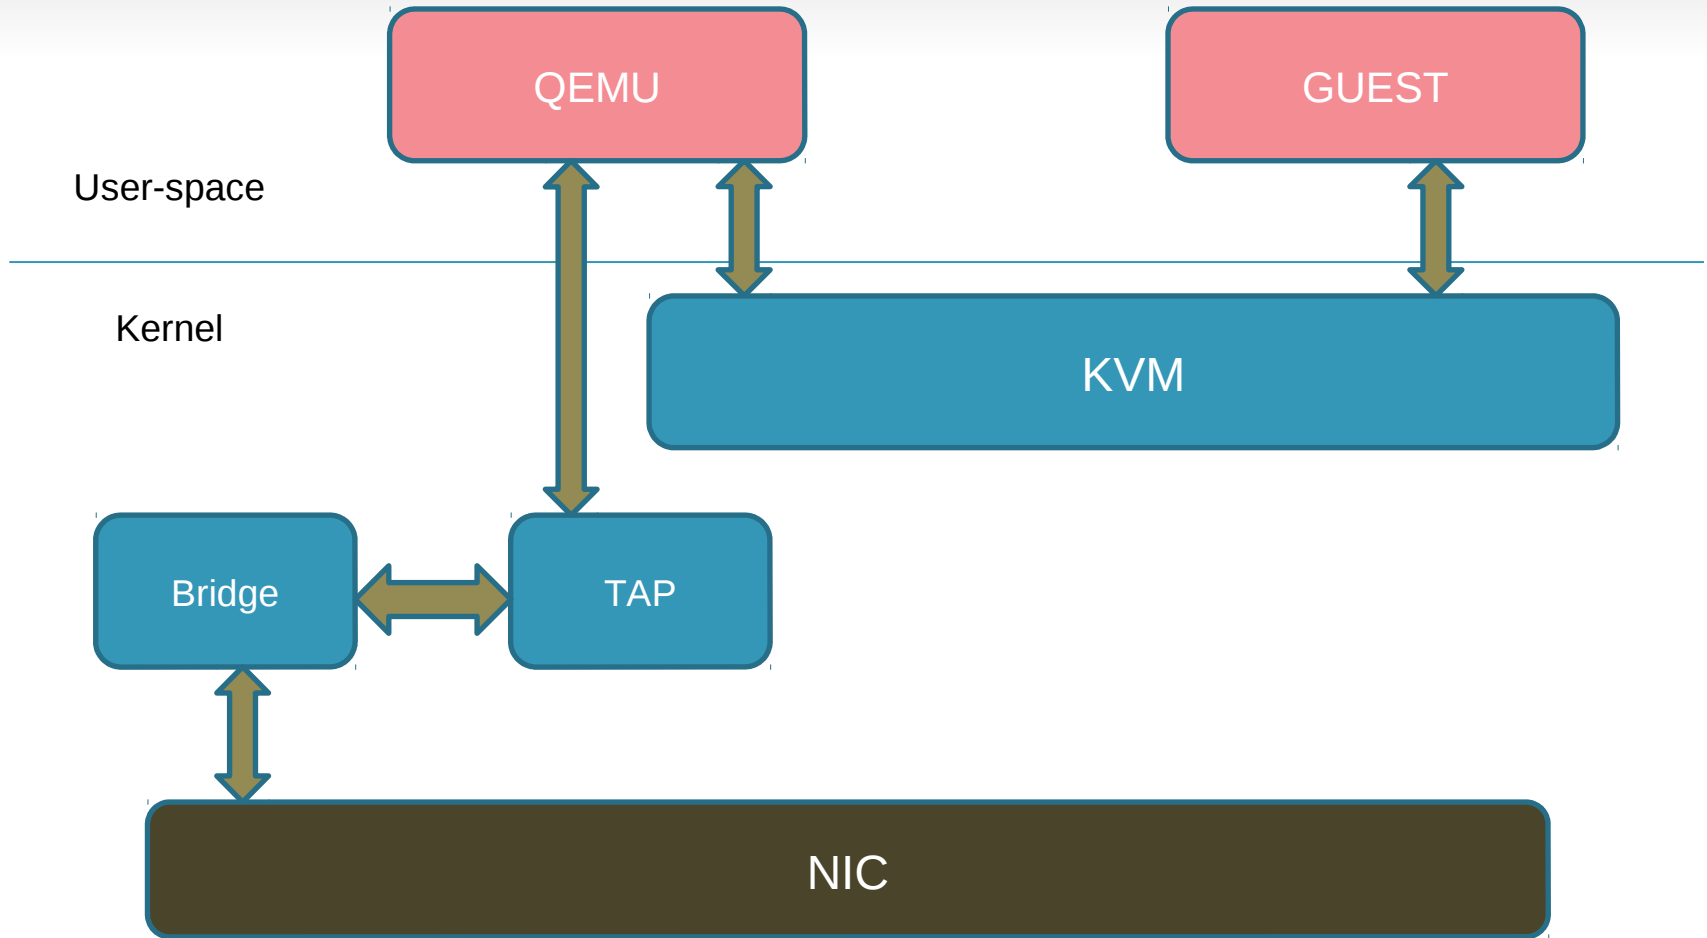 QEMU
GUEST
User-space
Kernel
KVM
Bridge
TAP
NIC